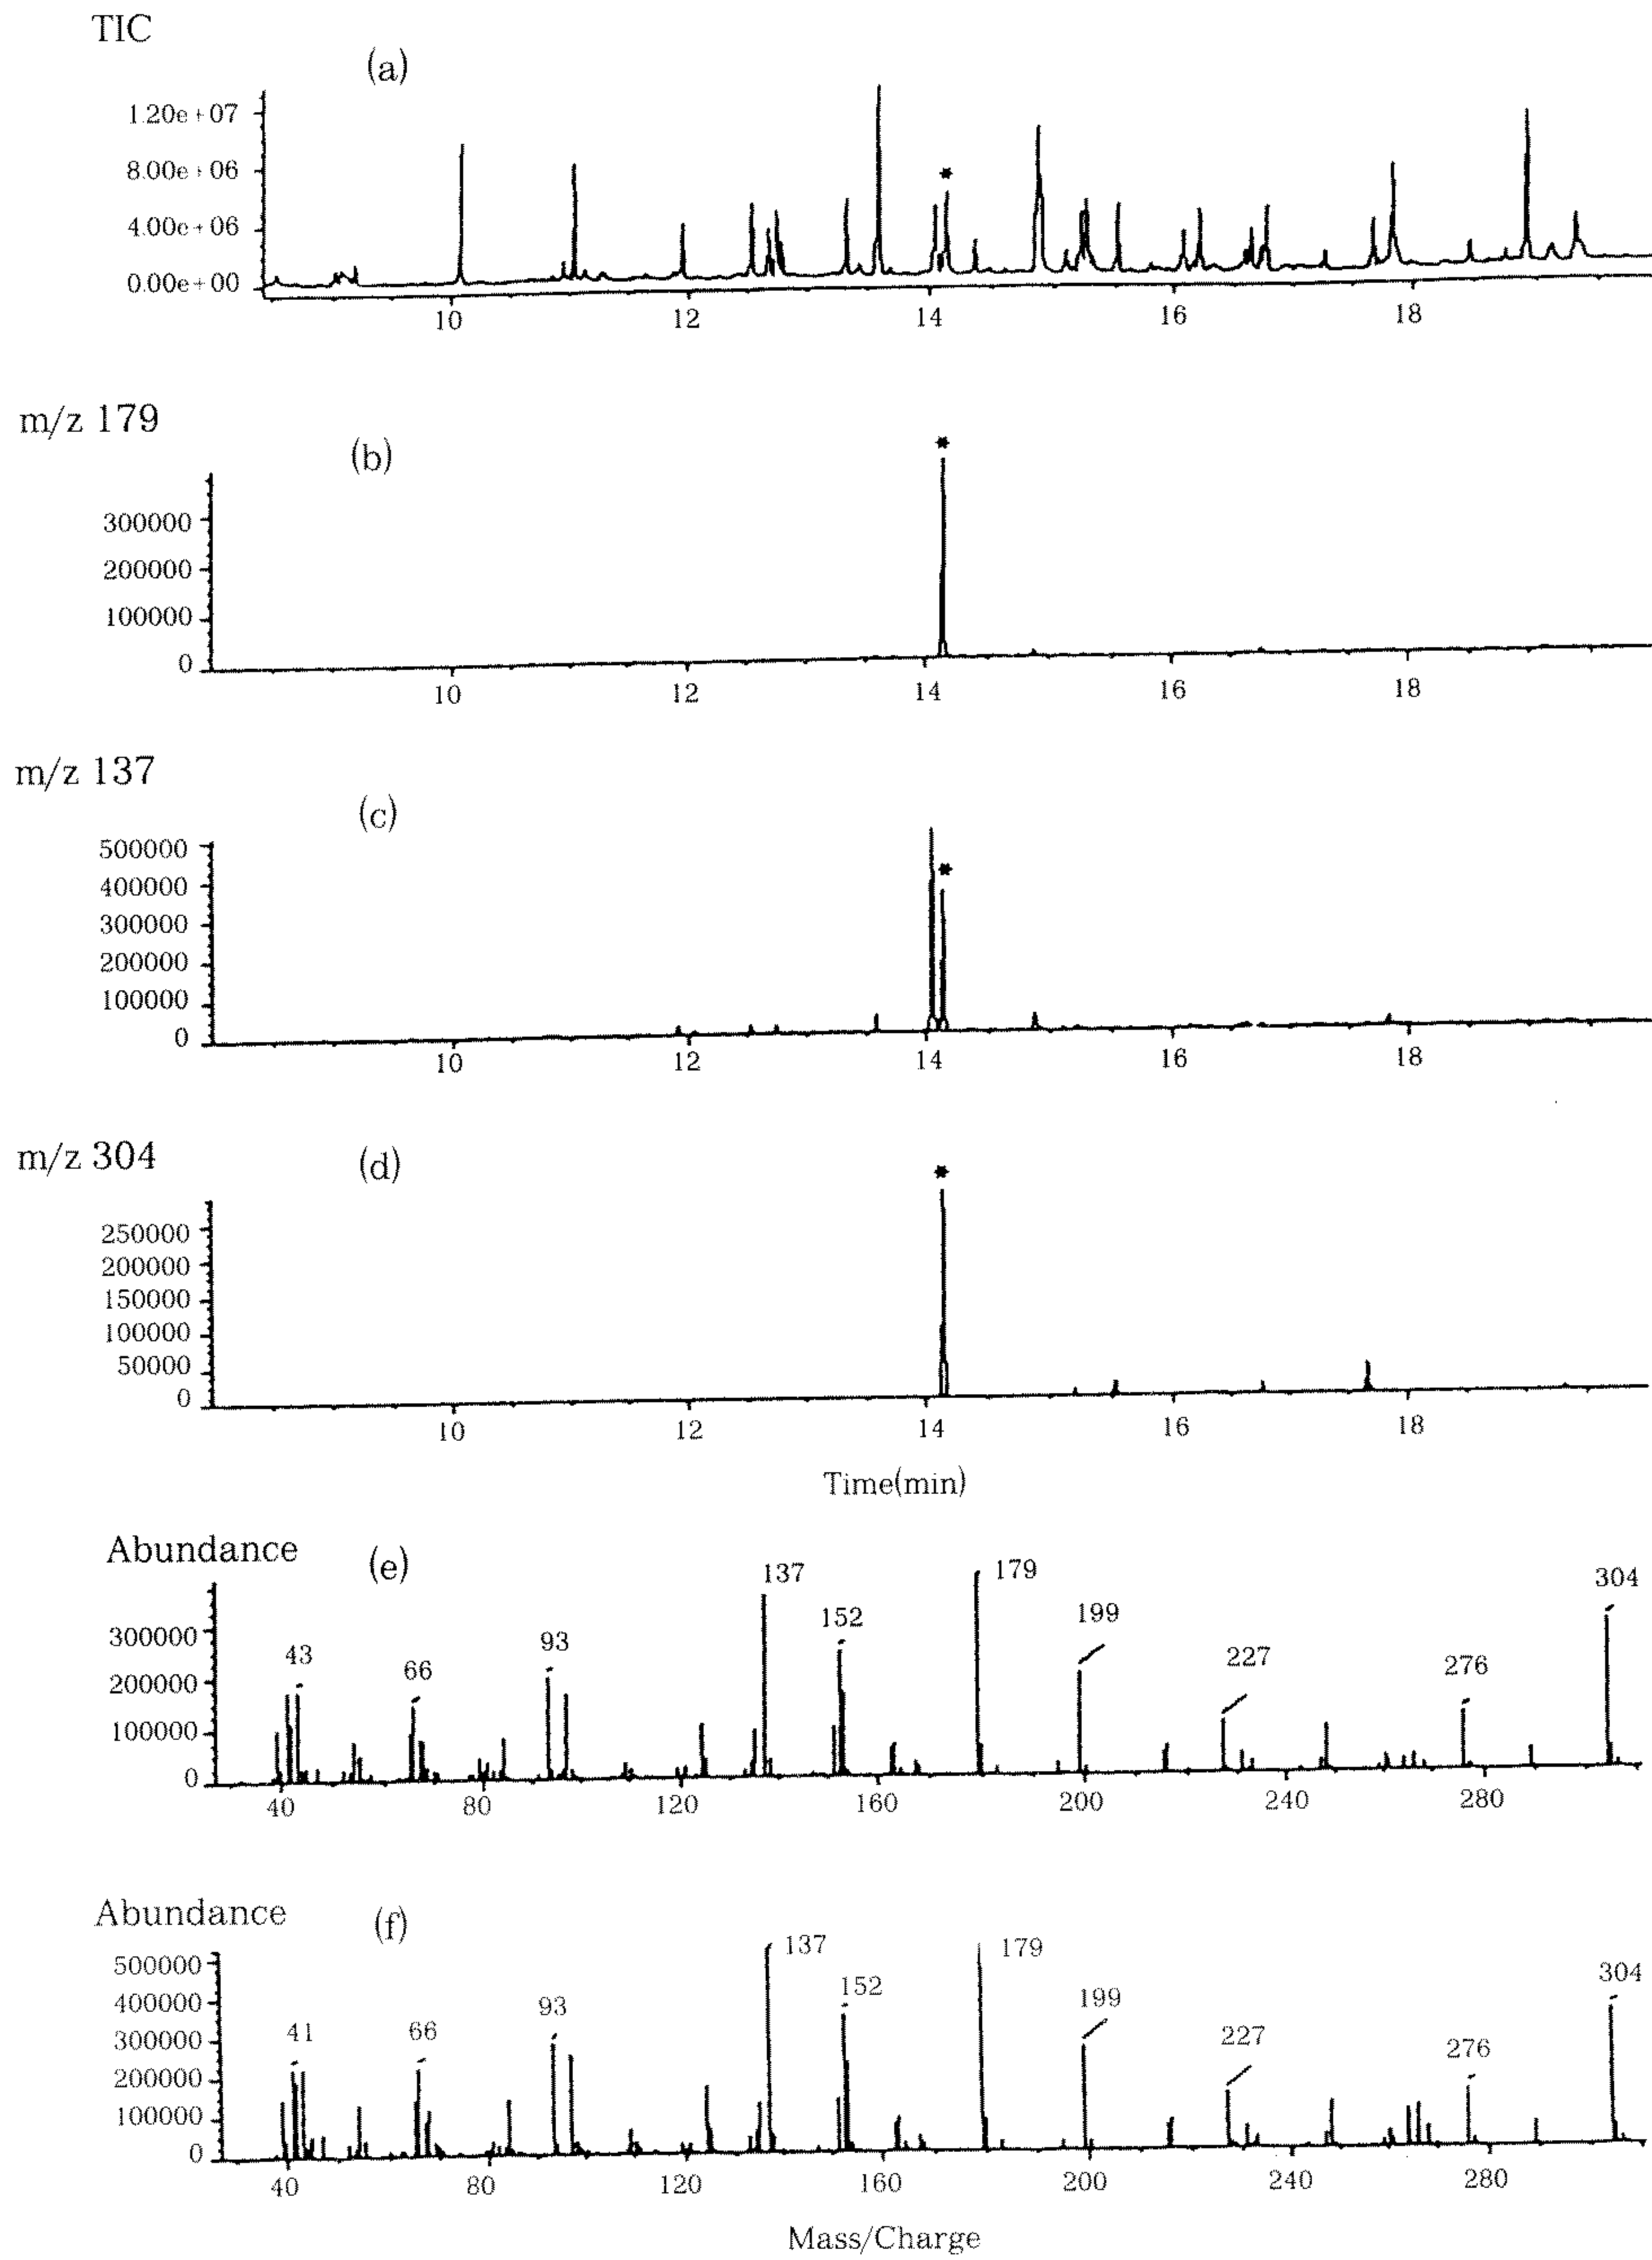 TIC
(a)
1.20e+07
8.00e+06
4.00e+06
0.00e+00
10 12 14 16 18
*
m/z 179
(b)
*
300000
200000
100000
0
10 12 14 16 18
m/z 137
(c)
*
500000
400000
300000
200000
100000
0
10 12 14 16 18
m/z 304
(d)
*
250000
200000
150000
100000
50000
0
10 12 14 16 18
Time(min)
Abundance
(e)
300000
200000
100000
0
43 66 93 137 152 179 199 227 276 304
40 80 120 160 200 240 280
Abundance
(f)
500000
400000
300000
200000
100000
0
41 66 93 137 152 179 199 227 276 304
40 80 120 160 200 240 280
Mass/Charge